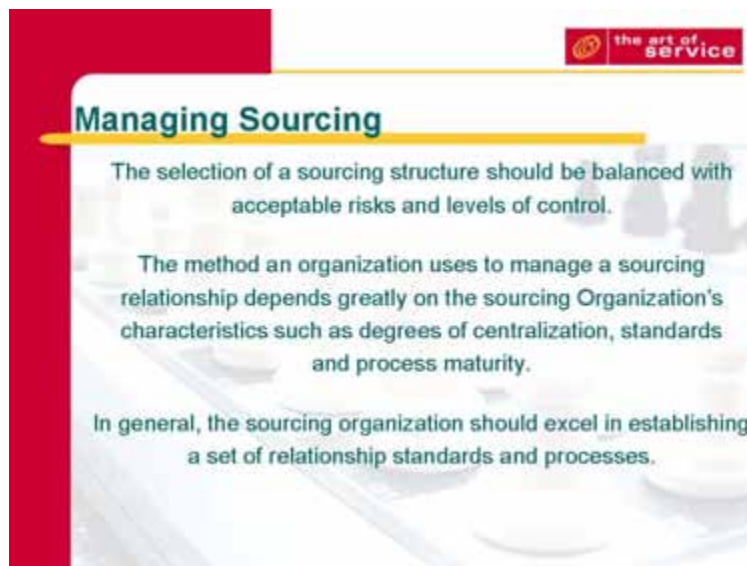 the art of
service
Managing Sourcing
The selection of a sourcing structure should be balanced with
acceptable risks and levels of control.
The method an organization uses to manage a sourcing
relationship depends greatly on the sourcing Organization's
characteristics such as degrees of centralization, standards
and process maturity.
In general, the sourcing organization should excel in establishing
a set of relationship standards and processes.